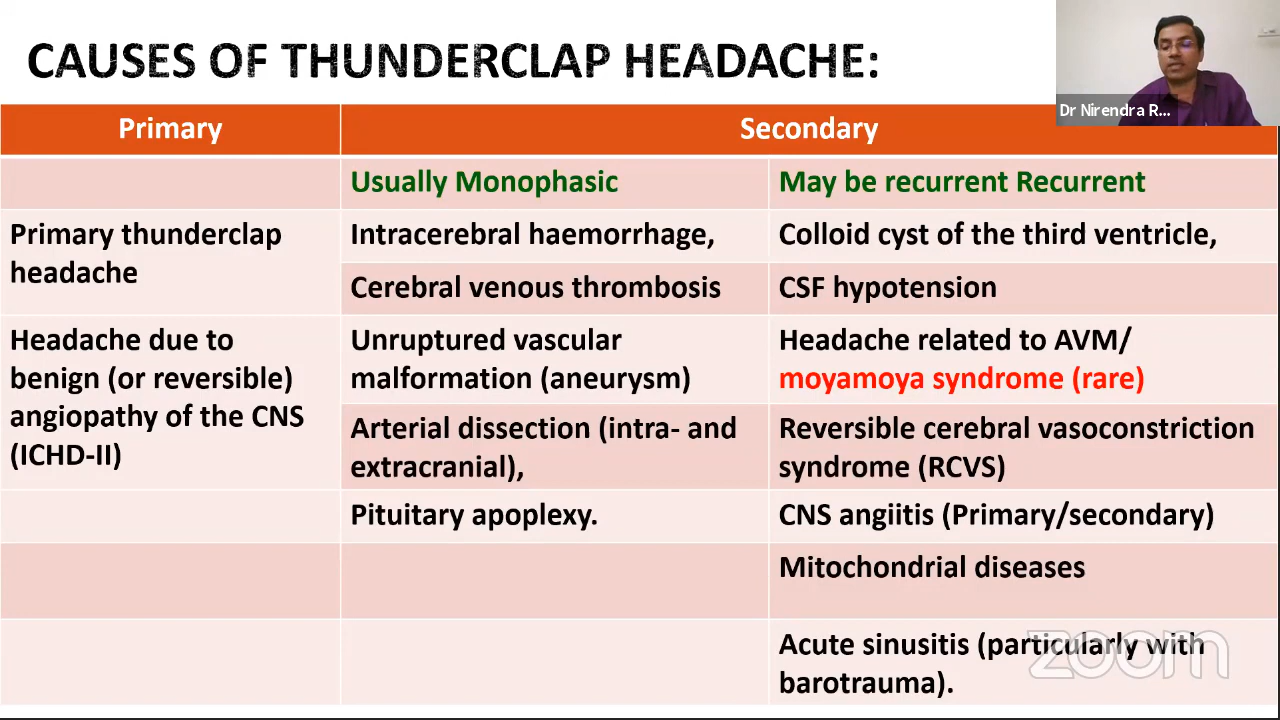 CAUSES OF THUNDERCLAP HEADACHE:
Dr Nirendra R...
Primary
Secondary
Usually Monophasic
May be recurrent Recurrent
Primary thunderclap
headache
Intracerebral haemorrhage,
Colloid cyst of the third ventricle,
Cerebral venous thrombosis
CSF hypotension
Headache due to
benign (or reversible)
angiopathy of the CNS
(ICHD-II)
Unruptured vascular
malformation (aneurysm)
Headache related to AVM/
moyamoya syndrome (rare)
Arterial dissection (intra- and
extracranial),
Reversible cerebral vasoconstriction
syndrome (RCVS)
Pituitary apoplexy.
CNS angiitis (Primary/secondary)
Mitochondrial diseases
Acute sinusitis (particularly with
barotrauma).
zoom